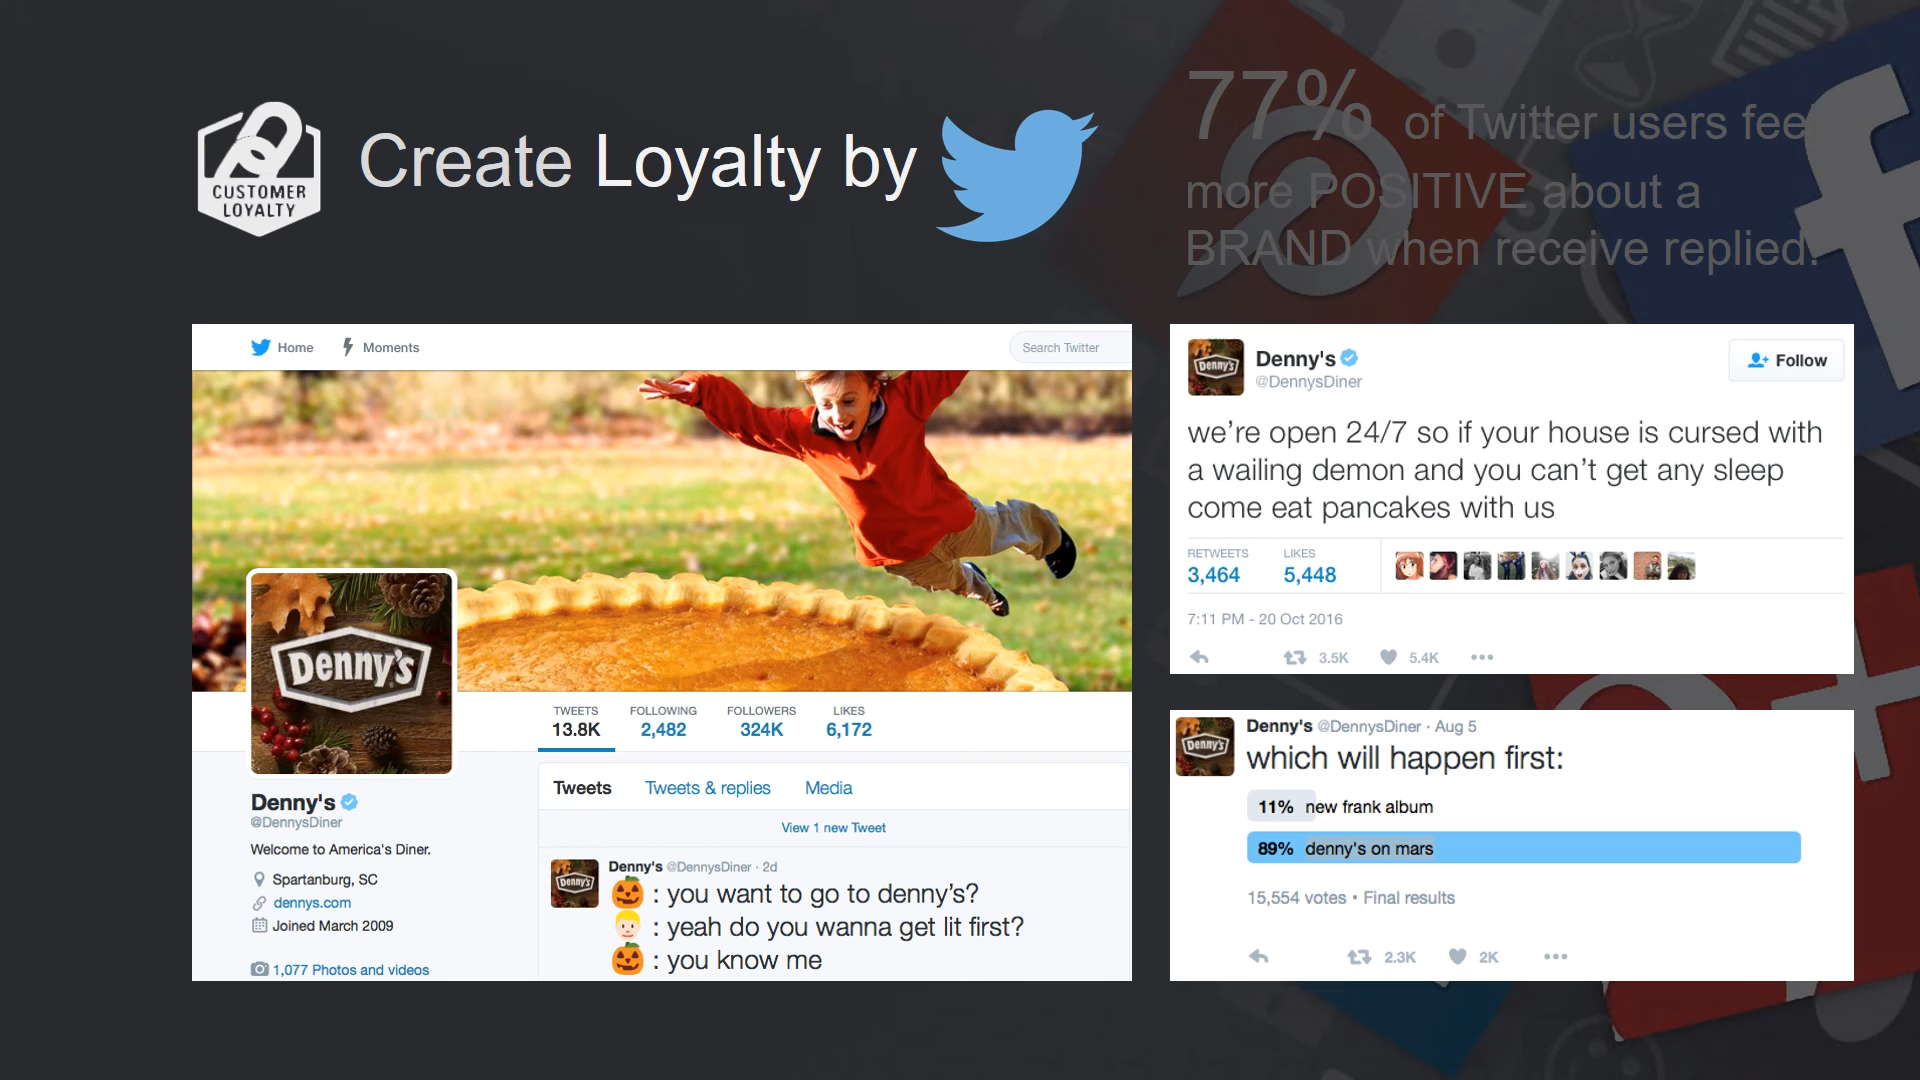 CUSTOMER
LOYALTY
Create Loyalty by
77% of Twitter users feel
more POSITIVE about a
BRAND when receive replied.
Home
Moments
Search Twitter
Denny's
TWEETS
13.8K
FOLLOWING
2,482
FOLLOWERS
324K
LIKES
6,172
Denny's
@DennysDiner
Welcome to America's Diner.
Spartanburg, SC
dennys.com
Joined March 2009
1,077 Photos and videos
Tweets
Tweets & replies
Media
View 1 new Tweet
Denny's
Denny's @DennysDiner · 2d
: you want to go to denny's?
: yeah do you wanna get lit first?
: you know me
Denny's
Denny's
@DennysDiner
Follow
we're open 24/7 so if your house is cursed with
a wailing demon and you can't get any sleep
come eat pancakes with us
RETWEETS
3,464
LIKES
5,448
7:11 PM - 20 Oct 2016
3.5K
5.4K
Denny's
Denny's @DennysDiner · Aug 5
which will happen first:
11% new frank album
89% denny's on mars
15,554 votes • Final results
2.3K
2K